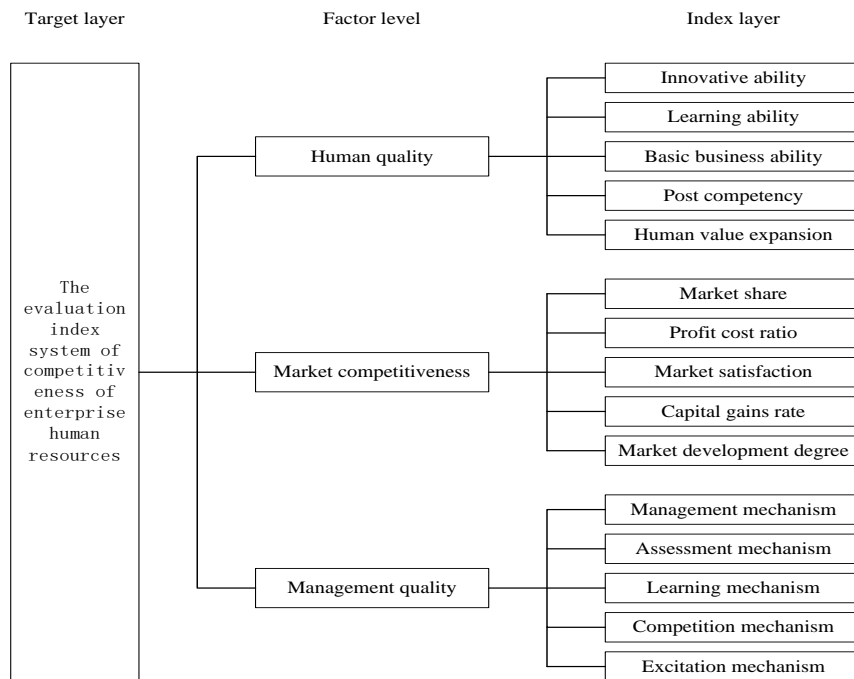 Target layer
Factor level
Index layer
The
evaluation
index
system of
competitiv
eness of
enterprise
human
resources
Human quality
Innovative ability
Learning ability
Basic business ability
Post competency
Human value expansion
Market competitiveness
Market share
Profit cost ratio
Market satisfaction
Capital gains rate
Market development degree
Management quality
Management mechanism
Assessment mechanism
Learning mechanism
Competition mechanism
Excitation mechanism